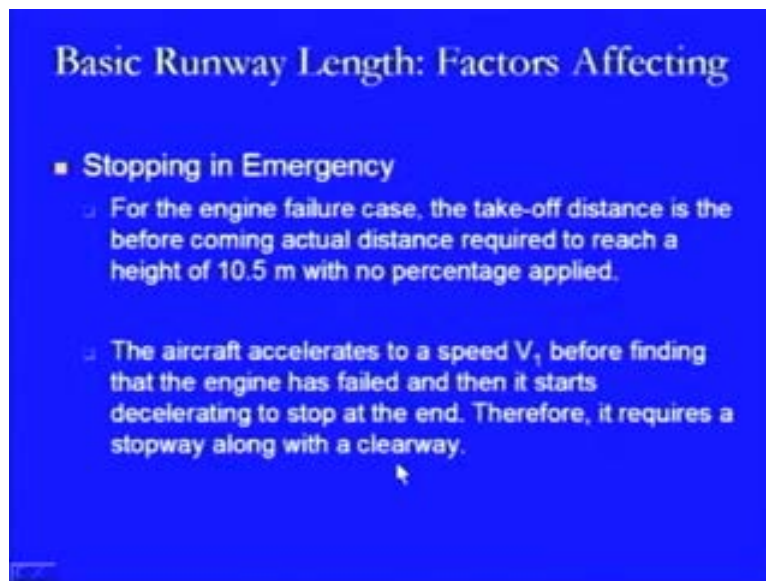 Basic Runway Length: Factors Affecting
Stopping in Emergency
For the engine failure case, the take-off distance is the
before coming actual distance required to reach a
height of 10.5 m with no percentage applied.
The aircraft accelerates to a speed V₁ before finding
that the engine has failed and then it starts
decelerating to stop at the end. Therefore, it requires a
stopway along with a clearway.